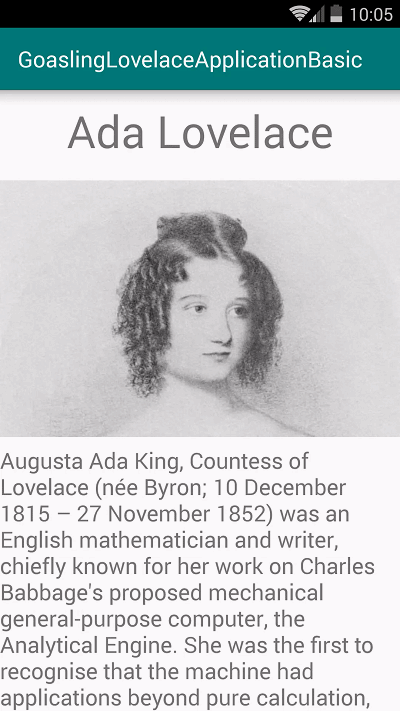 10:05
GoaslingLovelaceApplicationBasic
Ada Lovelace
Augusta Ada King, Countess of
Lovelace (née Byron; 10 December
1815 – 27 November 1852) was an
English mathematician and writer,
chiefly known for her work on Charles
Babbage's proposed mechanical
general-purpose computer, the
Analytical Engine. She was the first to
recognise that the machine had
applications beyond pure calculation,